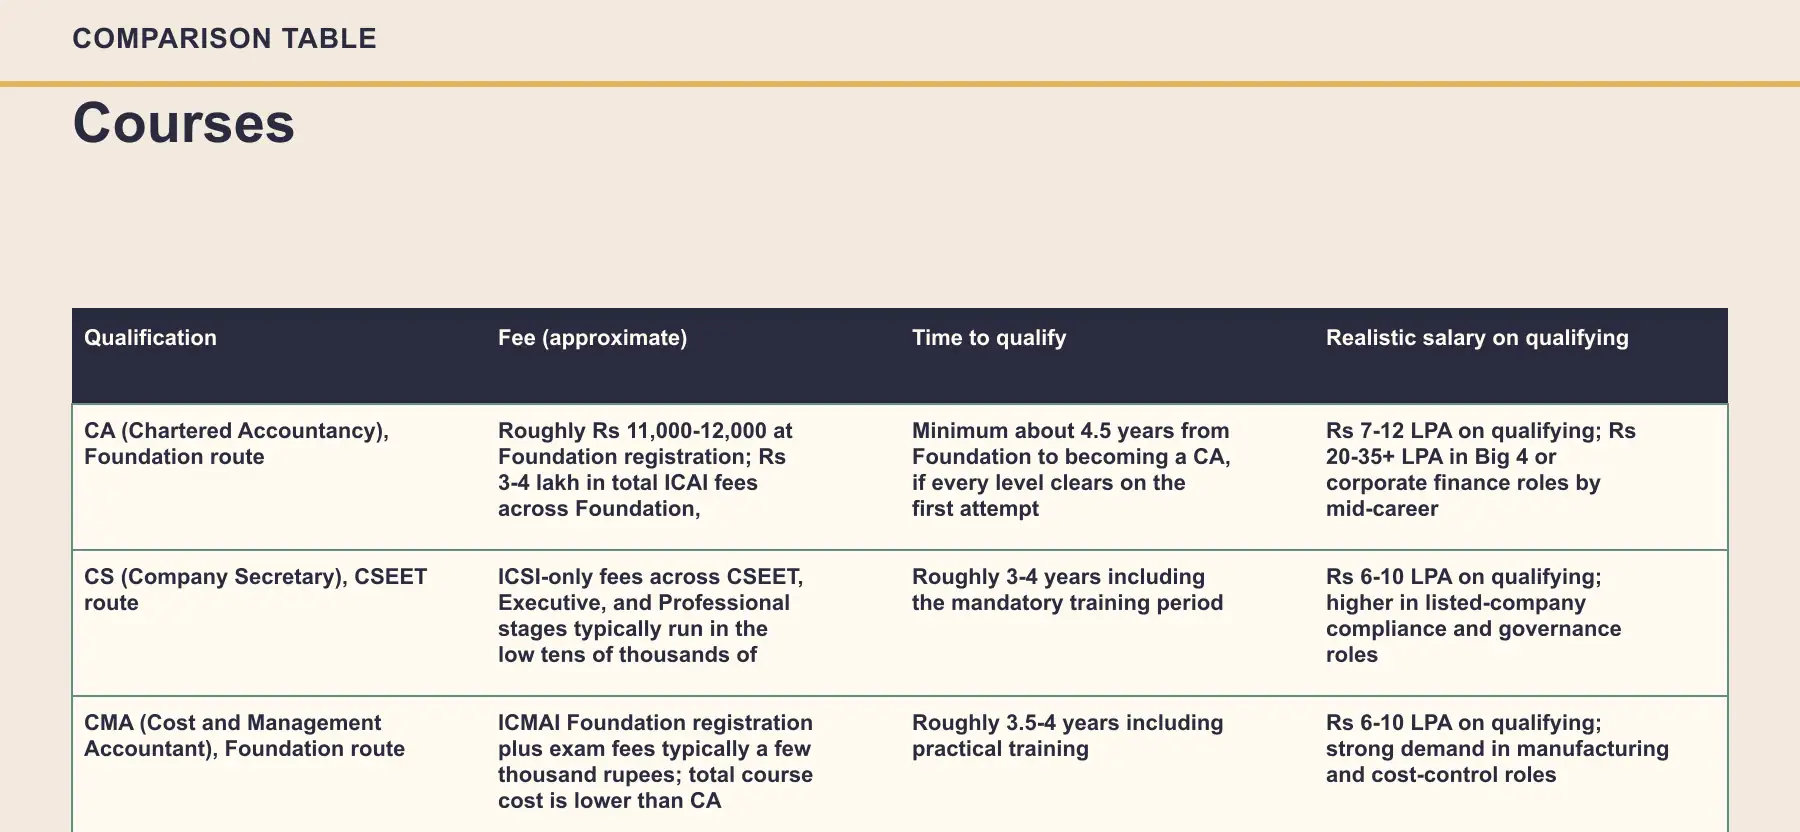 COMPARISON TABLE
Courses
Qualification
Fee (approximate)
Time to qualify
Realistic salary on qualifying
CA (Chartered Accountancy),
Foundation route
Roughly Rs 11,000-12,000 at
Foundation registration; Rs
3-4 lakh in total ICAI fees
across Foundation,
Minimum about 4.5 years from
Foundation to becoming a CA,
if every level clears on the
first attempt
Rs 7-12 LPA on qualifying; Rs
20-35+ LPA in Big 4 or
corporate finance roles by
mid-career
CS (Company Secretary), CSEET
route
ICSI-only fees across CSEET,
Executive, and Professional
stages typically run in the
low tens of thousands of
Roughly 3-4 years including
the mandatory training period
Rs 6-10 LPA on qualifying;
higher in listed-company
compliance and governance
roles
CMA (Cost and Management
Accountant), Foundation route
ICMAI Foundation registration
plus exam fees typically a few
thousand rupees; total course
cost is lower than CA
Roughly 3.5-4 years including
practical training
Rs 6-10 LPA on qualifying;
strong demand in manufacturing
and cost-control roles